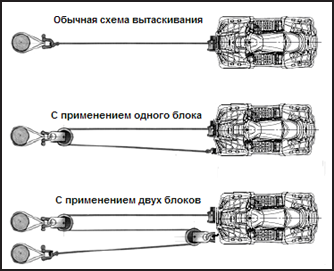 Обычная схема вытаскивания
С применением одного блока
С применением двух блоков